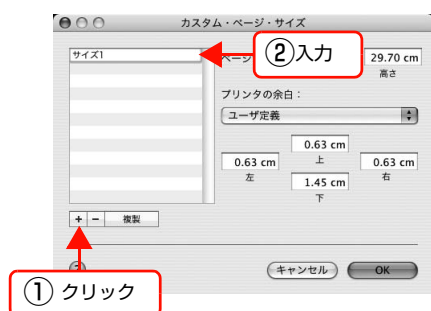 カスタム・ページ・サイズ
サイズ1
②入力
ページ
29.70 cm
高さ
プリンタの余白：
ユーザ定義
0.63 cm
上
0.63 cm
左
0.63 cm
右
1.45 cm
下
+ − 複製
?
キャンセル
OK
① クリック